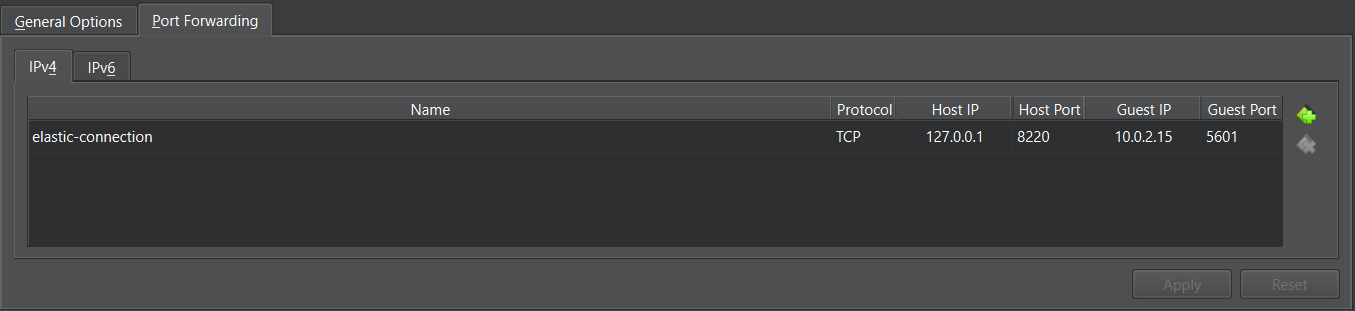 General Options Port Forwarding
IPv4 IPv6
Name Protocol Host IP Host Port Guest IP Guest Port
elastic-connection TCP 127.0.0.1 8220 10.0.2.15 5601
Apply Reset